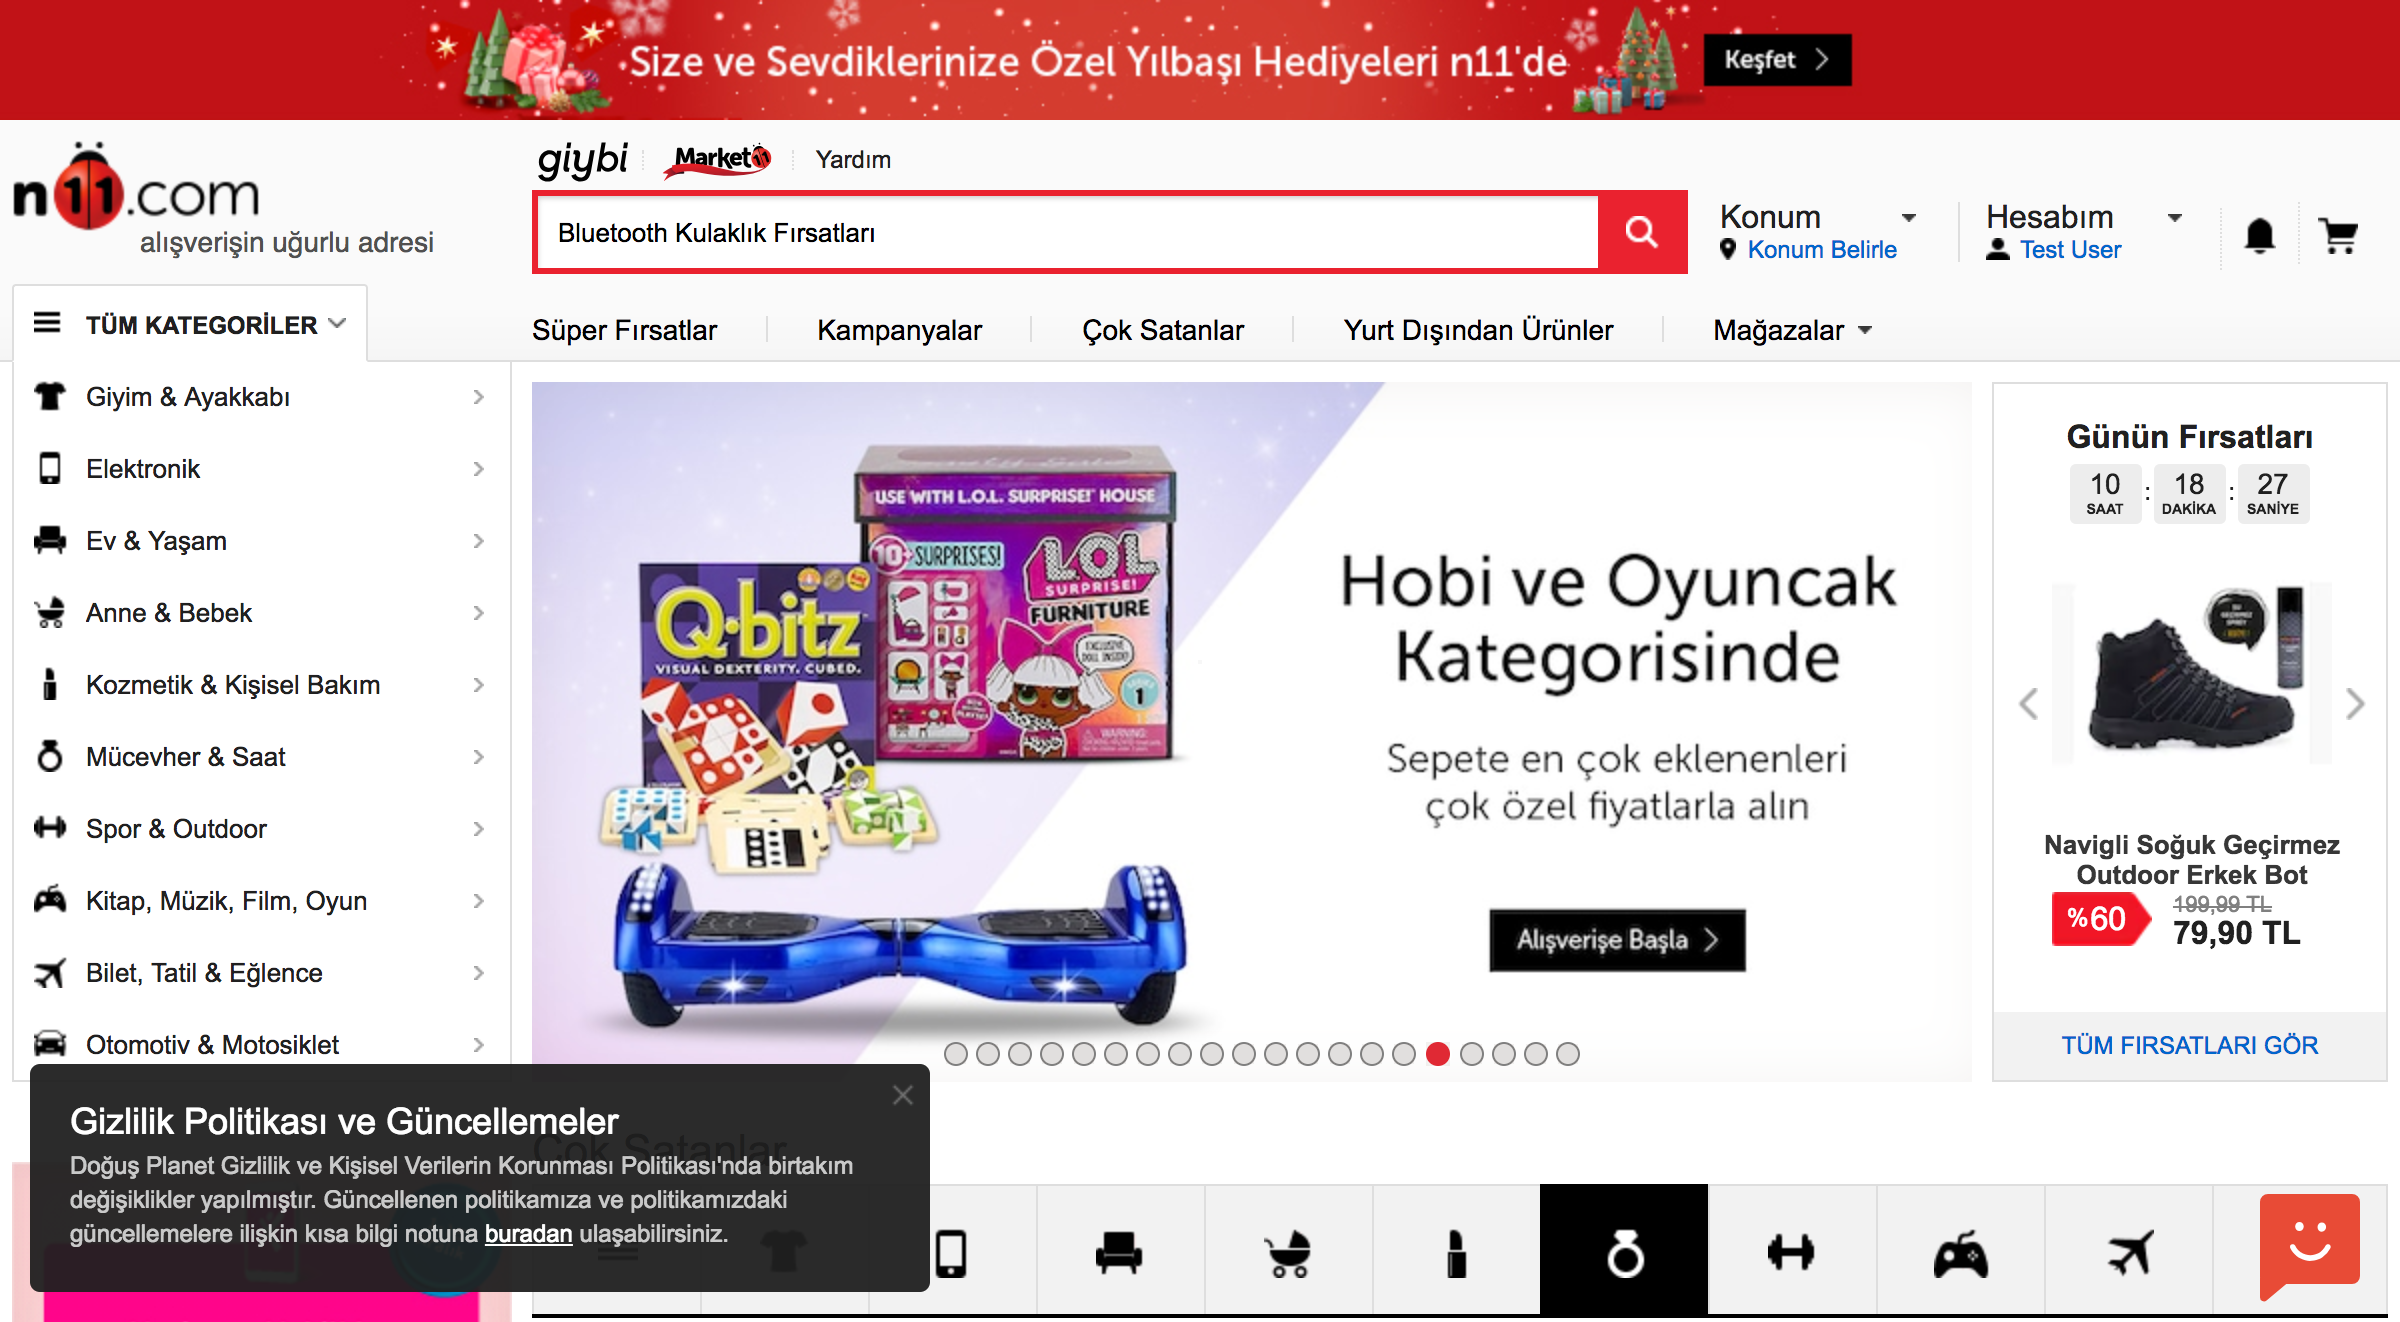 Size ve Sevdiklerinize Özel Yılbaşı Hediyeleri n11'de
Keşfet
n11.com
alışverişin uğurlu adresi
giybi
Market11
Yardım
Bluetooth Kulaklık Fırsatları
Konum
Konum Belirle
Hesabım
Test User
TÜM KATEGORİLER
Süper Fırsatlar
Kampanyalar
Çok Satanlar
Yurt Dışından Ürünler
Mağazalar
Giyim & Ayakkabı
Elektronik
Ev & Yaşam
Anne & Bebek
Kozmetik & Kişisel Bakım
Mücevher & Saat
Spor & Outdoor
Kitap, Müzik, Film, Oyun
Bilet, Tatil & Eğlence
Otomotiv & Motosiklet
USE WITH L.O.L. SURPRISE! HOUSE
10+ SURPRISES!
LOL
SURPRISE!
FURNITURE
EXCLUSIVE
DOLL INSIDE!
SERIES
1
WARNING
Q-bitz
VISUAL DEXTERITY. CUBED.
Hobi ve Oyuncak
Kategorisinde
Sepete en çok eklenenleri
çok özel fiyatlarla alın
Alışverişe Başla
Günün Fırsatları
10 : 18 : 27
SAAT DAKİKA SANİYE
Navigli Soğuk Geçirmez
Outdoor Erkek Bot
%60
199,99 TL
79,90 TL
TÜM FIRSATLARI GÖR
Çok Satanlar
Gizlilik Politikası ve Güncellemeler
Doğuş Planet Gizlilik ve Kişisel Verilerin Korunması Politikası'nda birtakım
değişiklikler yapılmıştır. Güncellenen politikamıza ve politikamızdaki
güncellemelere ilişkin kısa bilgi notuna buradan ulaşabilirsiniz.